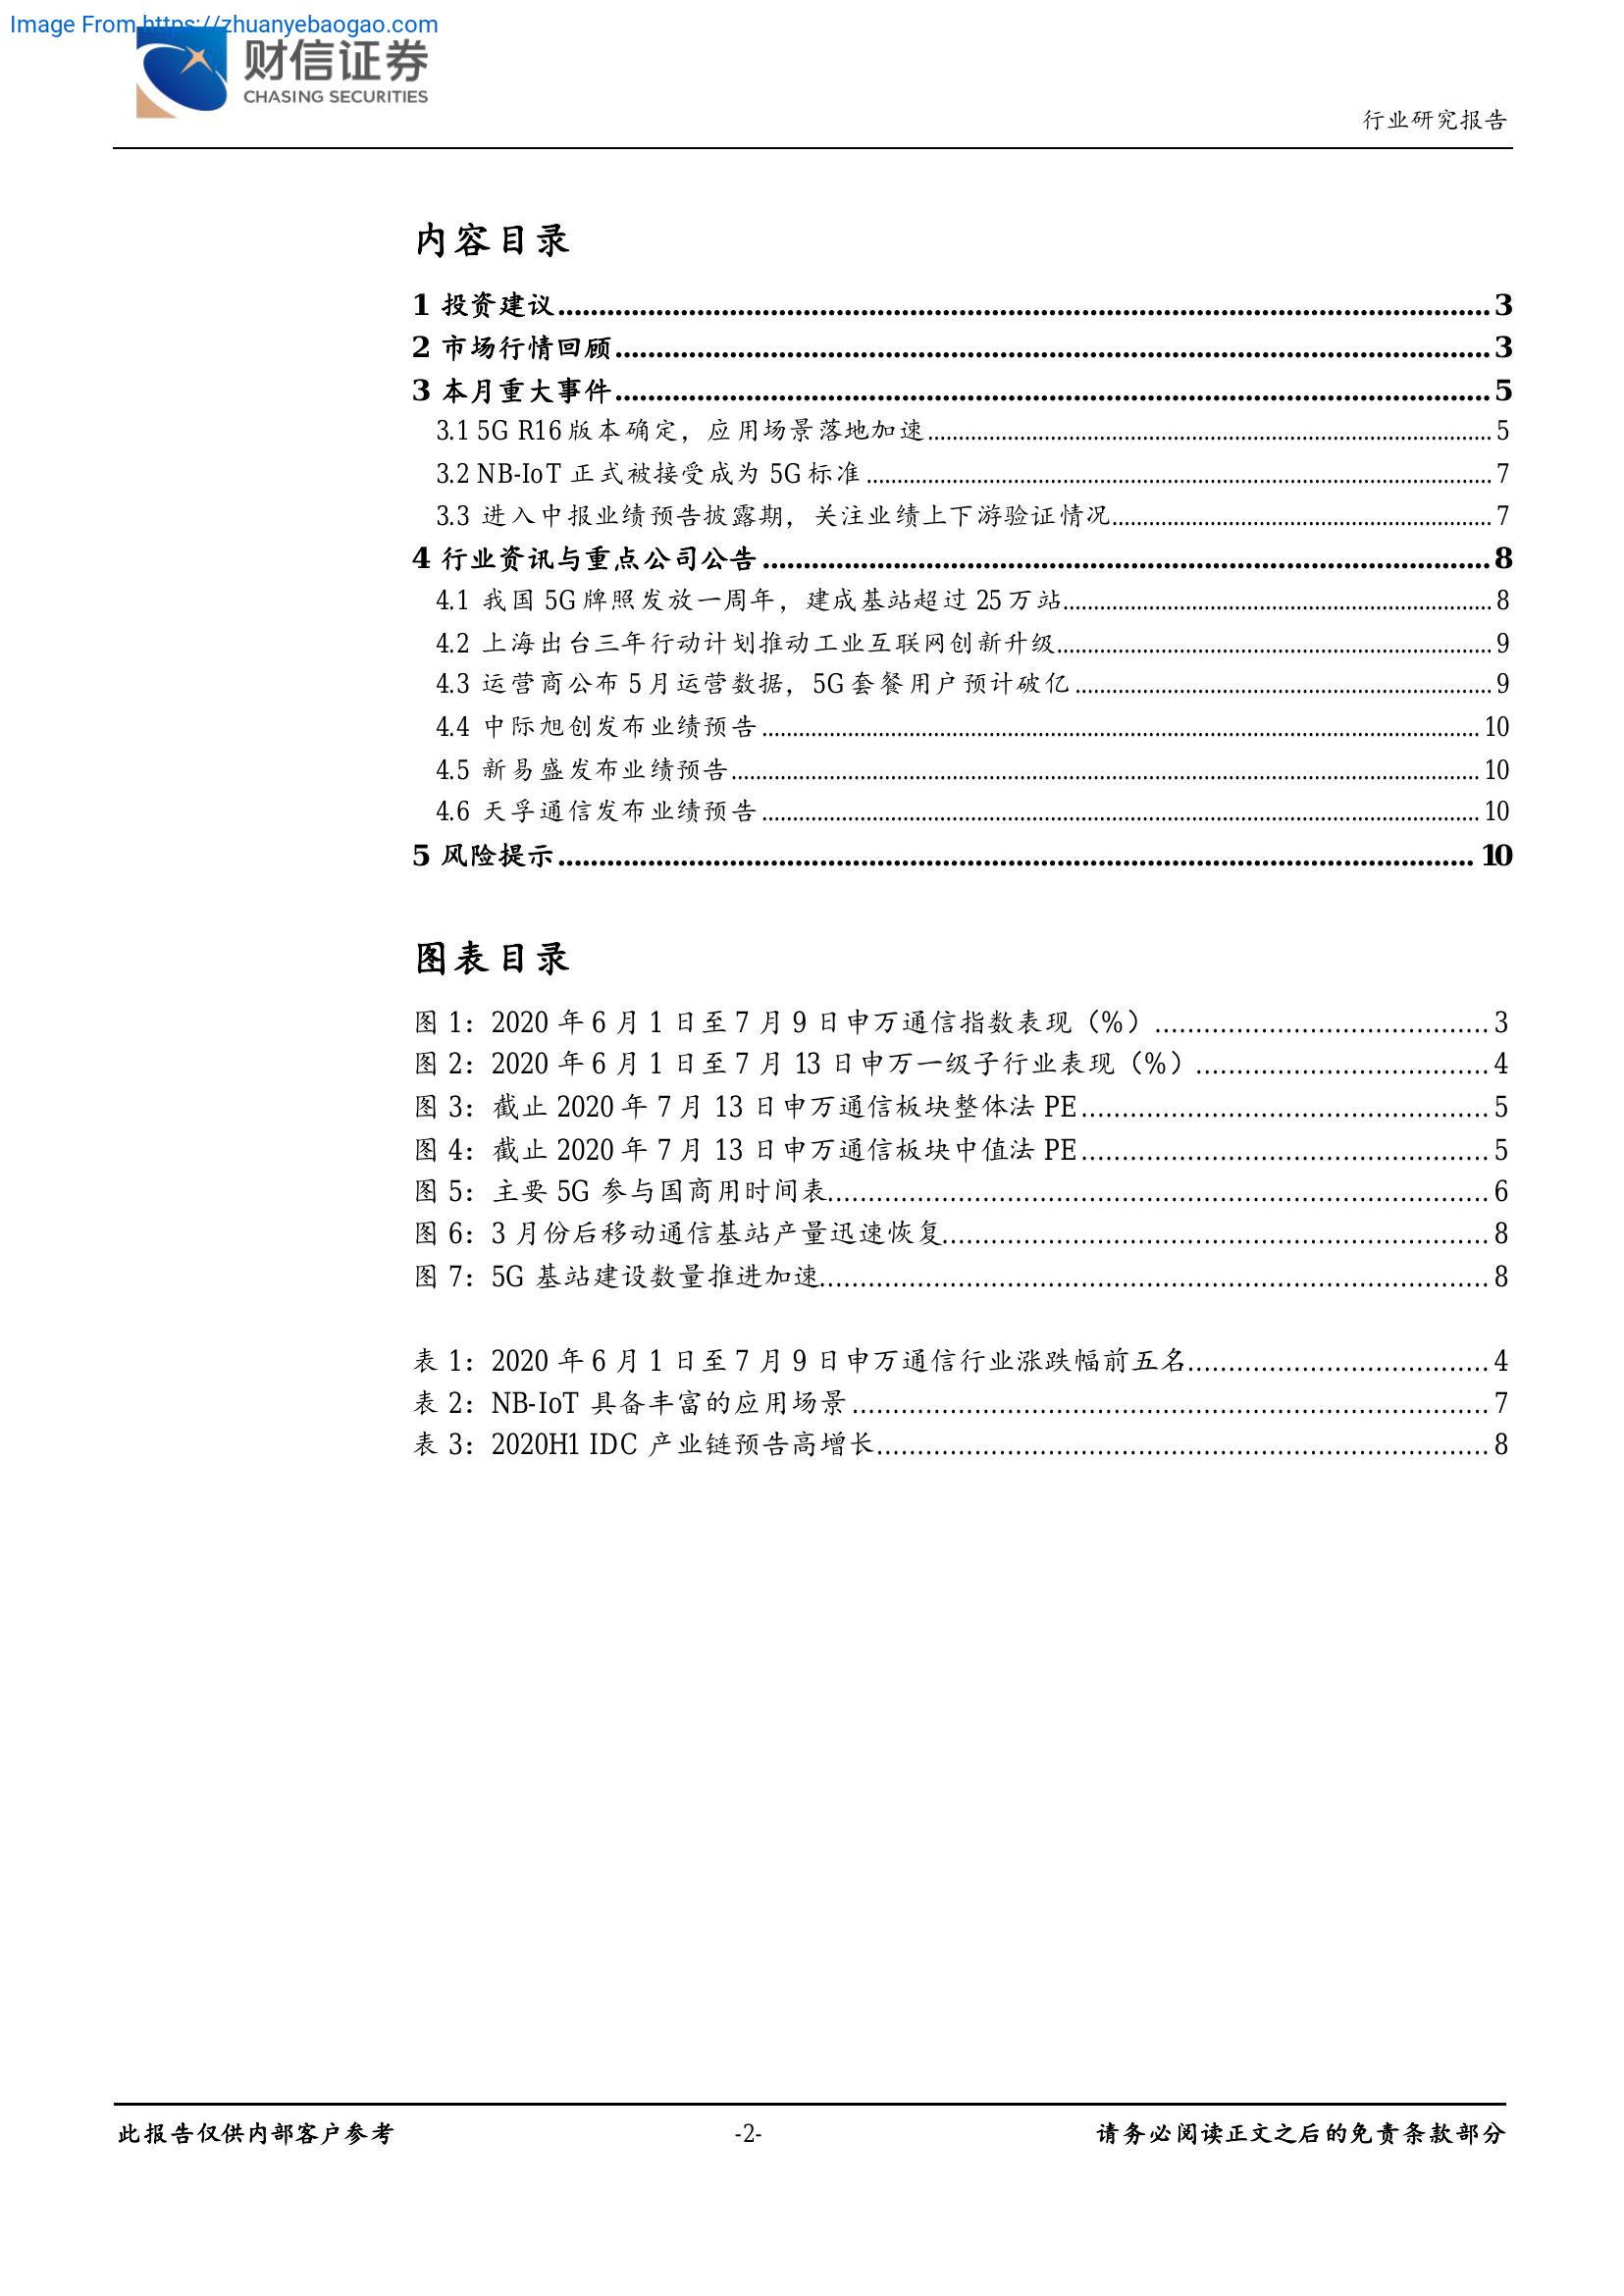 Image From https://zhuanyebaogao.com
财信证券
CHASING SECURITIES
行业研究报告
内容目录
1 投资建议.....3
2 市场行情回顾.....3
3 本月重大事件.....5
3.1 5G R16 版本确定，应用场景落地加速.....5
3.2 NB-IoT 正式被接受成为 5G 标准.....7
3.3 进入中报业绩预告披露期，关注业绩上下游验证情况.....7
4 行业资讯与重点公司公告.....8
4.1 我国 5G 牌照发放一周年，建成基站超过 25 万站.....8
4.2 上海出台三年行动计划推动工业互联网创新升级.....9
4.3 运营商公布 5 月运营数据，5G 套餐用户预计破亿.....9
4.4 中际旭创发布业绩预告.....10
4.5 新易盛发布业绩预告.....10
4.6 天孚通信发布业绩预告.....10
5 风险提示.....10
图表目录
图 1：2020 年 6 月 1 日至 7 月 9 日申万通信指数表现（%）.....3
图 2：2020 年 6 月 1 日至 7 月 13 日申万一级子行业表现（%）.....4
图 3：截止 2020 年 7 月 13 日申万通信板块整体法 PE.....5
图 4：截止 2020 年 7 月 13 日申万通信板块中值法 PE.....5
图 5：主要 5G 参与国商用时间表.....6
图 6：3 月份后移动通信基站产量迅速恢复.....8
图 7：5G 基站建设数量推进加速.....8
表 1：2020 年 6 月 1 日至 7 月 9 日申万通信行业涨跌幅前五名.....4
表 2：NB-IoT 具备丰富的应用场景.....7
表 3：2020H1 IDC 产业链预告高增长.....8
此报告仅供内部客户参考
-2-
请务必阅读正文之后的免责条款部分